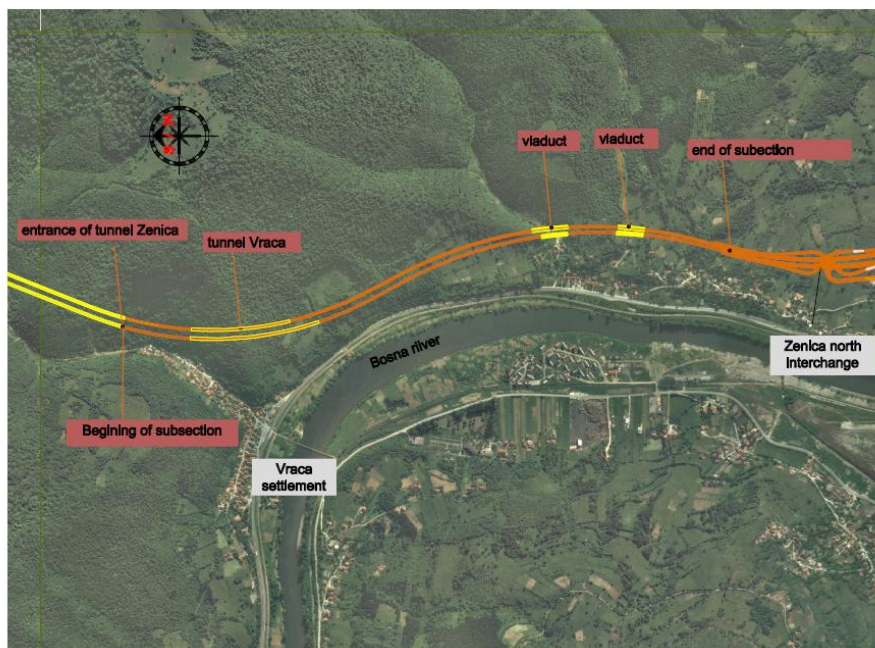 N
viaduct
viaduct
end of subection
entrance of tunnel Zenica
tunnel Vraca
Bosna riiver
Zenica north
Interchange
Begining of subsection
Vraca
settlement